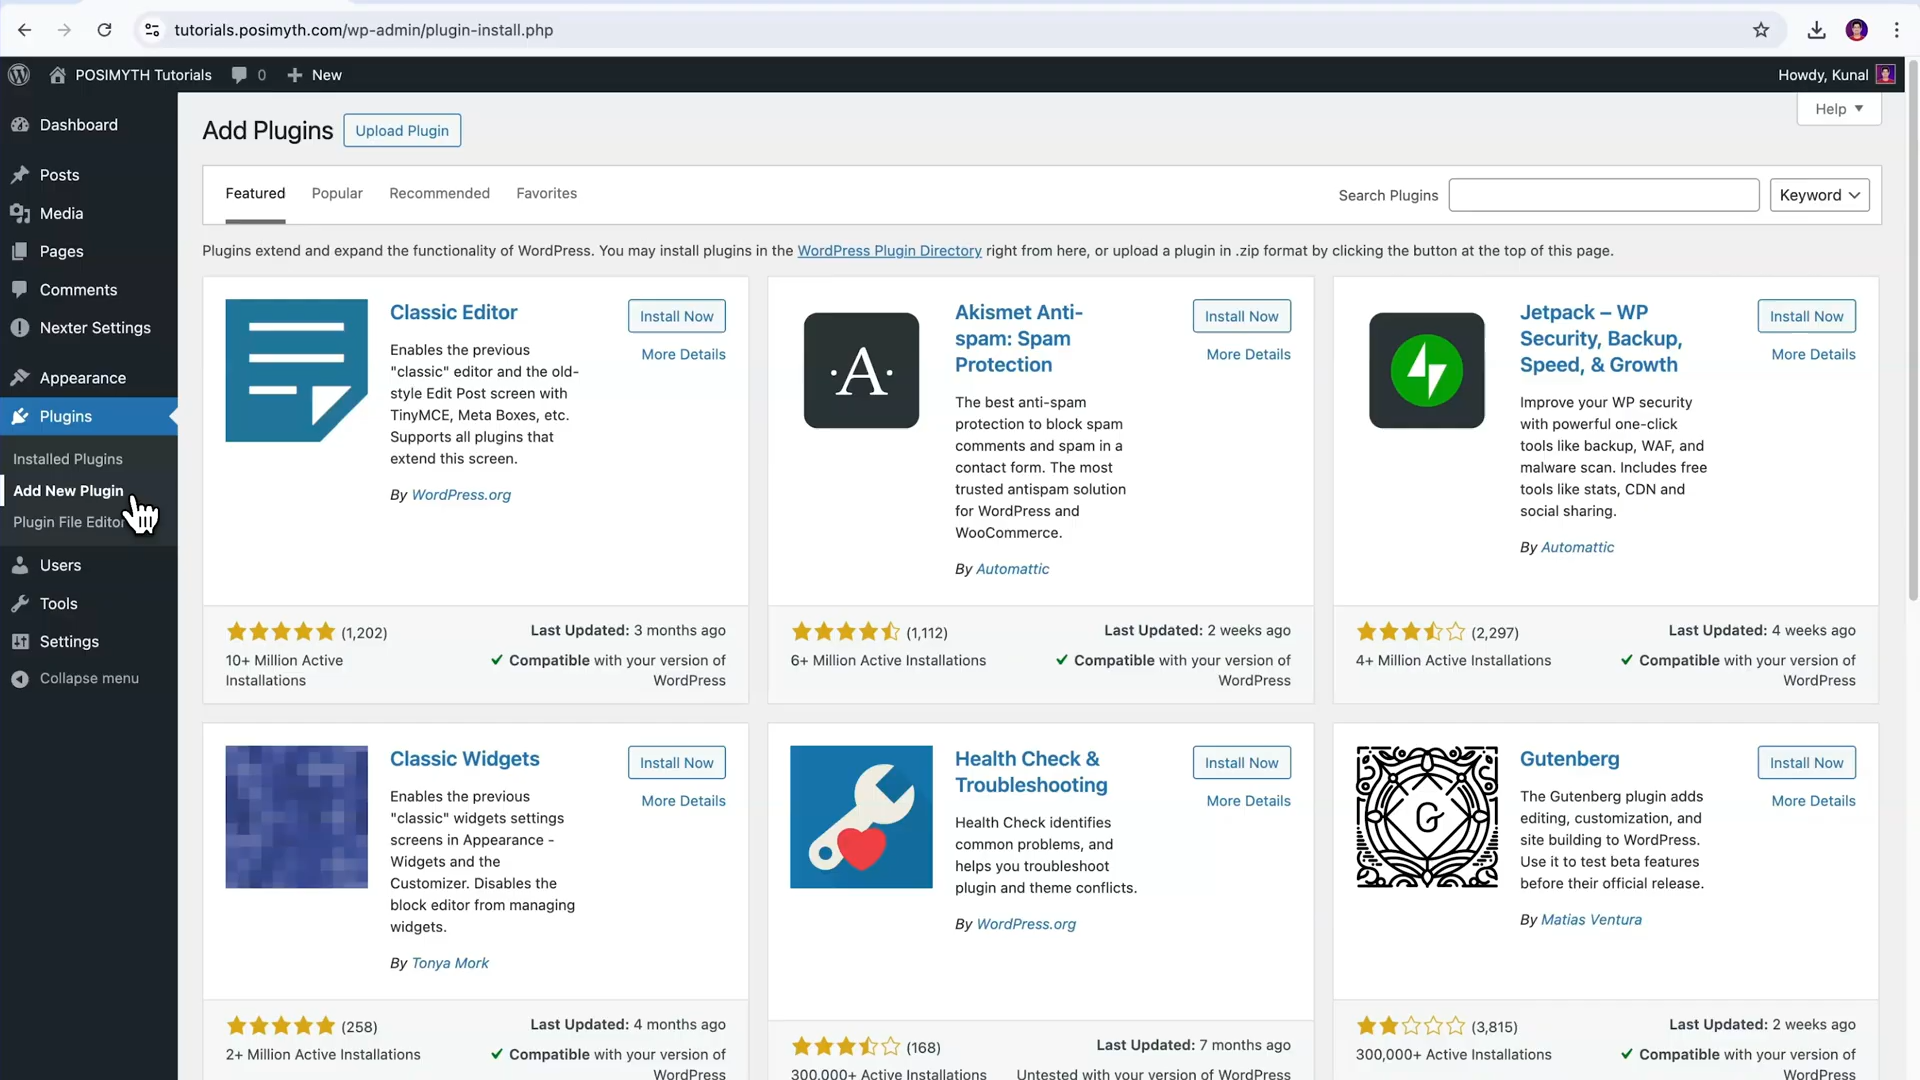 tutorials.posimyth.com/wp-admin/plugin-install.php
POSIMYTH Tutorials 0 New Howdy, Kunal
Help
Dashboard
Posts
Media
Pages
Comments
Nexter Settings
Appearance
Plugins
Installed Plugins
Add New Plugin
Plugin File Editor
Users
Tools
Settings
Collapse menu
Add Plugins Upload Plugin
Featured Popular Recommended Favorites Search Plugins Keyword
Plugins extend and expand the functionality of WordPress. You may install plugins in the WordPress Plugin Directory right from here, or upload a plugin in .zip format by clicking the button at the top of this page.
Classic Editor
Install Now
More Details
Enables the previous
"classic" editor and the old-
style Edit Post screen with
TinyMCE, Meta Boxes, etc.
Supports all plugins that
extend this screen.
By WordPress.org
(1,202)
10+ Million Active
Installations
Last Updated: 3 months ago
Compatible with your version of
WordPress
A
Akismet Anti-
spam: Spam
Protection
Install Now
More Details
The best anti-spam
protection to block spam
comments and spam in a
contact form. The most
trusted antispam solution
for WordPress and
WooCommerce.
By Automattic
(1,112)
6+ Million Active Installations
Last Updated: 2 weeks ago
Compatible with your version of
WordPress
Jetpack – WP
Security, Backup,
Speed, & Growth
Install Now
More Details
Improve your WP security
with powerful one-click
tools like backup, WAF, and
malware scan. Includes free
tools like stats, CDN and
social sharing.
By Automattic
(2,297)
4+ Million Active Installations
Last Updated: 4 weeks ago
Compatible with your version of
WordPress
Classic Widgets
Install Now
More Details
Enables the previous
"classic" widgets settings
screens in Appearance -
Widgets and the
Customizer. Disables the
block editor from managing
widgets.
By Tonya Mork
(258)
2+ Million Active Installations
Last Updated: 4 months ago
Compatible with your version of
WordPress
Health Check &
Troubleshooting
Install Now
More Details
Health Check identifies
common problems, and
helps you troubleshoot
plugin and theme conflicts.
By WordPress.org
(168)
300,000+ Active Installations
Last Updated: 7 months ago
Untested with your version of WordPress
G
Gutenberg
Install Now
More Details
The Gutenberg plugin adds
editing, customization, and
site building to WordPress.
Use it to test beta features
before their official release.
By Matias Ventura
(3,815)
300,000+ Active Installations
Last Updated: 2 weeks ago
Compatible with your version of
WordPress